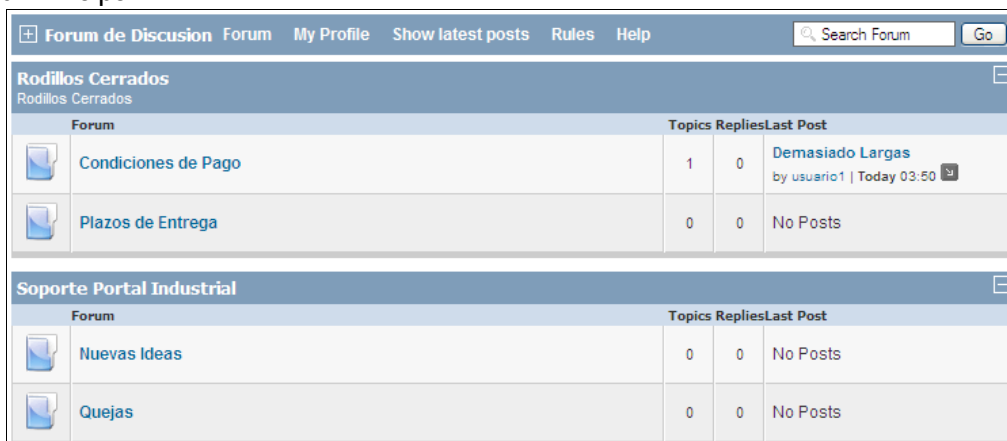 Forum de Discusion Forum My Profile Show latest posts Rules Help Search Forum Go
Rodillos Cerrados
Rodillos Cerrados
Forum Topics Replies Last Post
Condiciones de Pago 1 0 Demasiado Largas
by usuario1 | Today 03:50
Plazos de Entrega 0 0 No Posts
Soporte Portal Industrial
Forum Topics Replies Last Post
Nuevas Ideas 0 0 No Posts
Quejas 0 0 No Posts